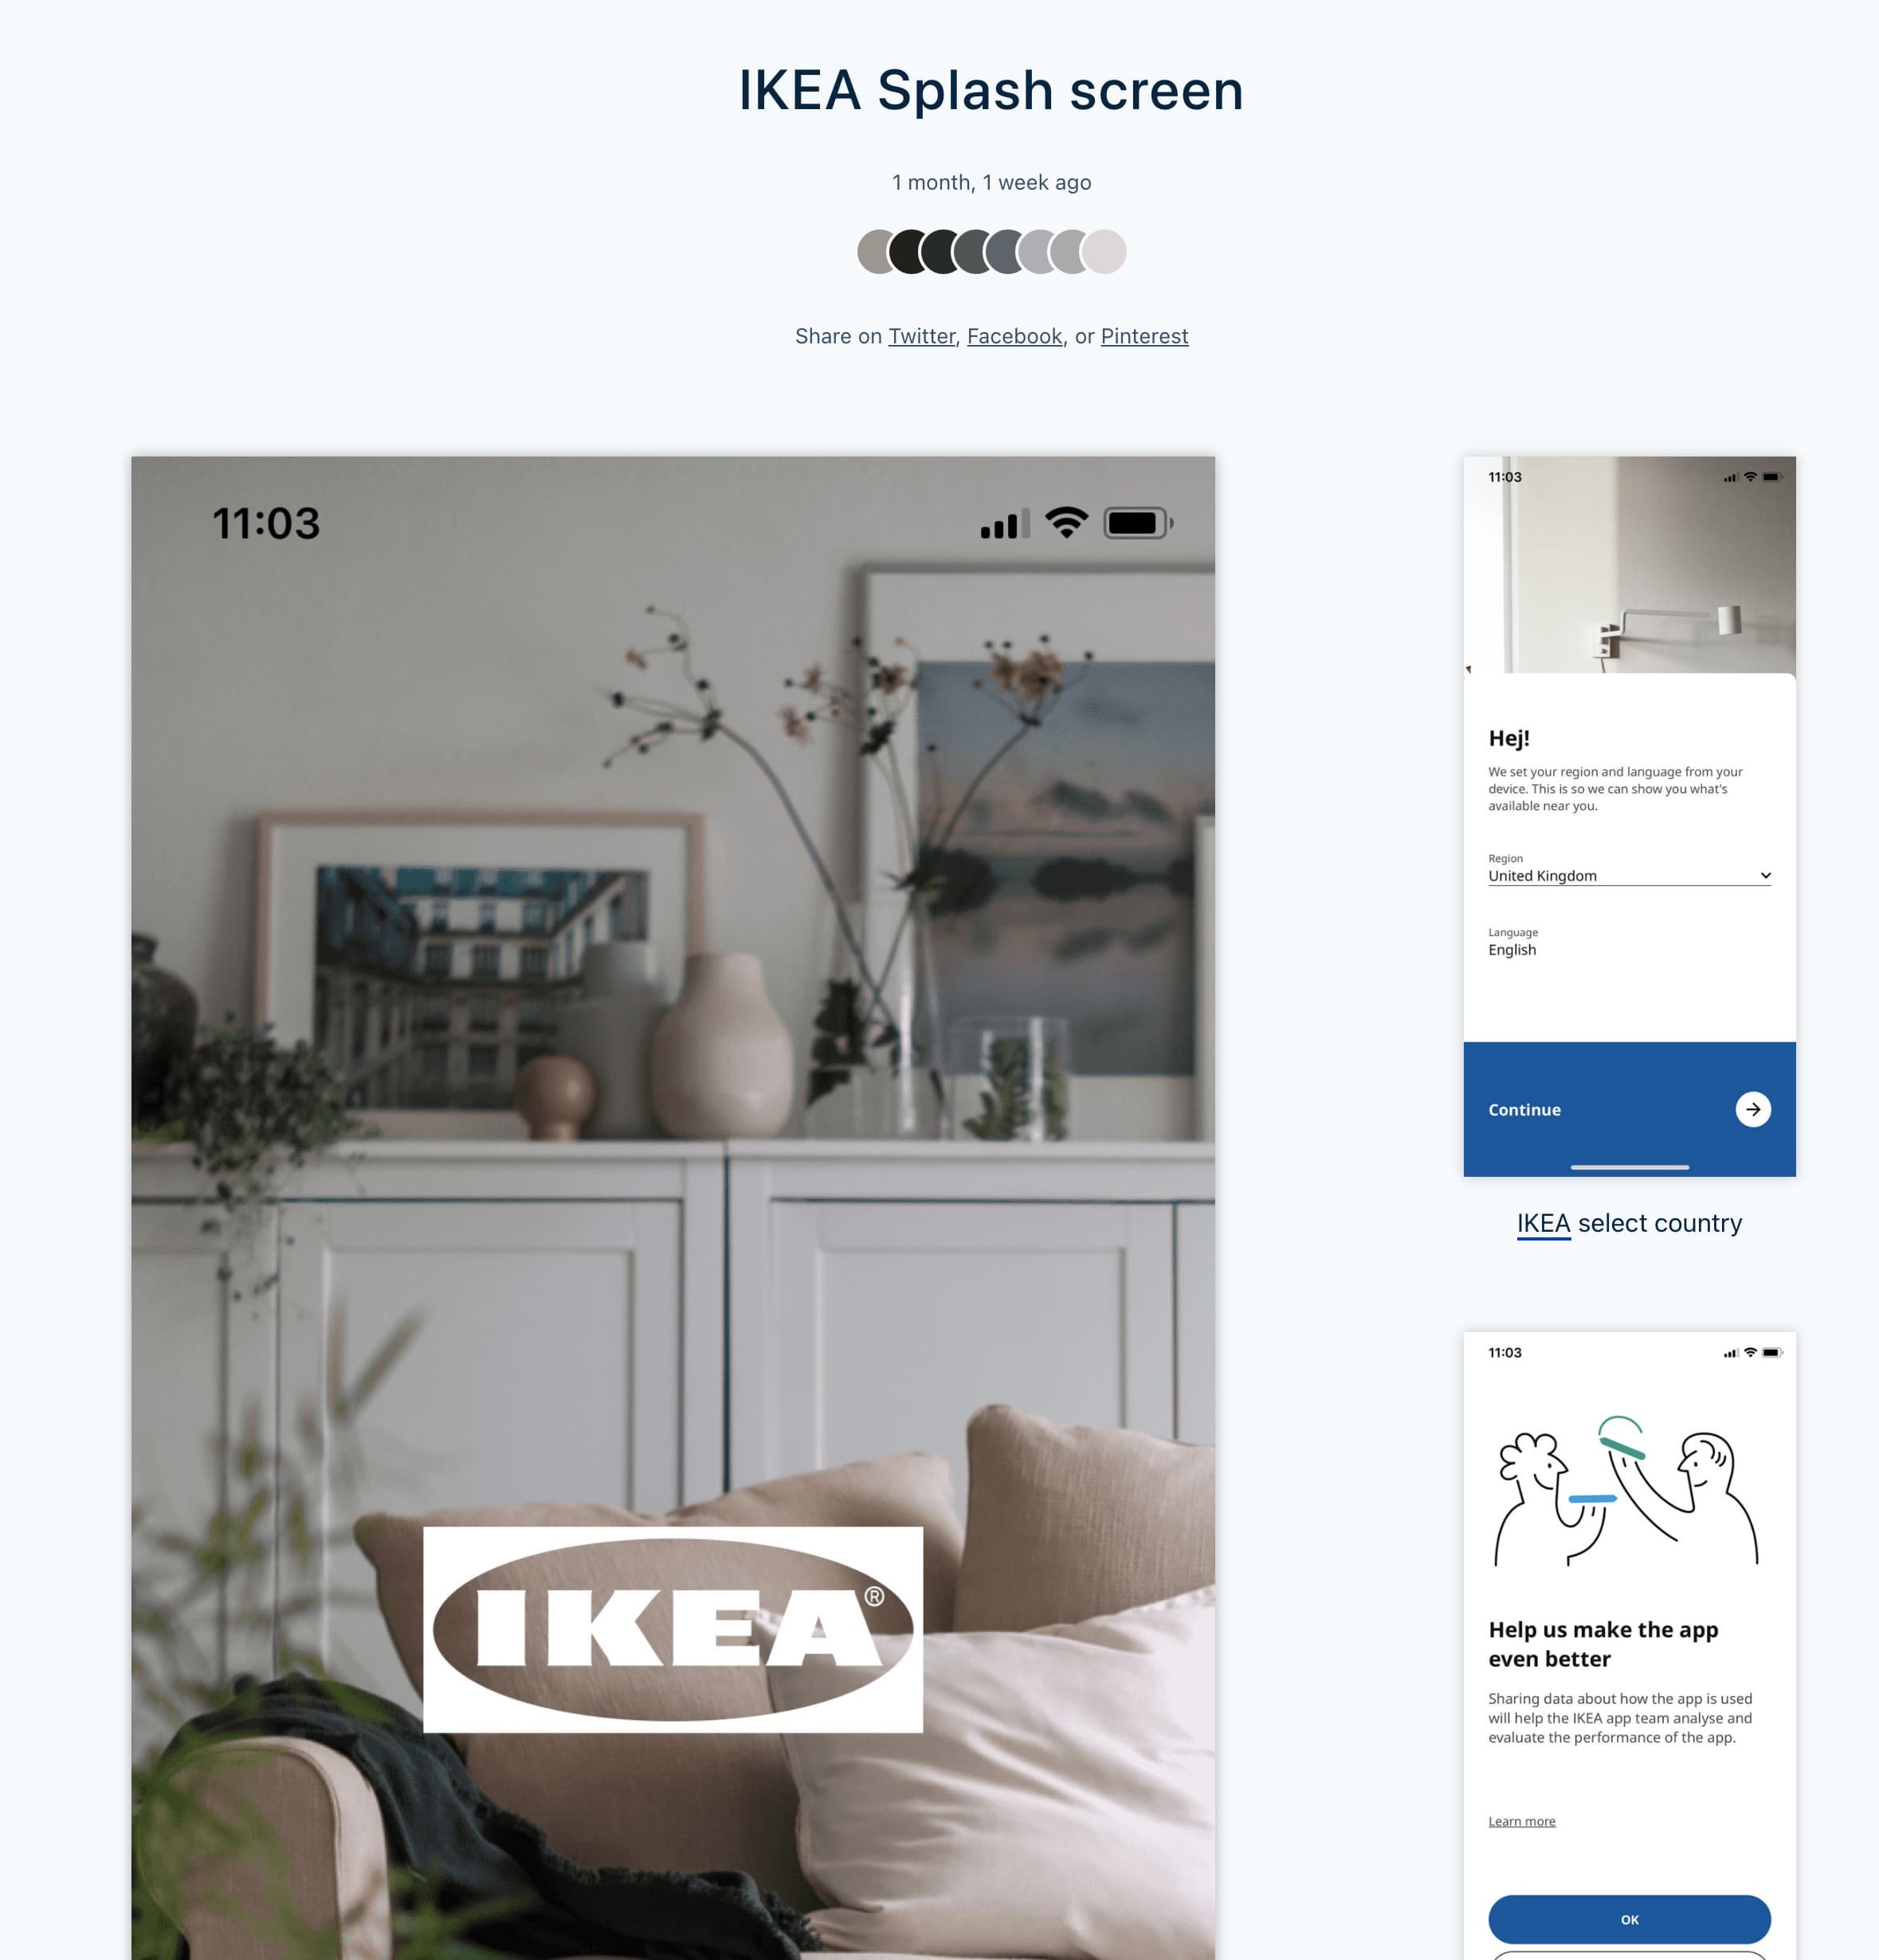 IKEA Splash screen
1 month, 1 week ago
Share on Twitter, Facebook, or Pinterest
11:03
IKEA®
11:03
Hej!
We set your region and language from your
device. This is so we can show you what's
available near you.
Region
United Kingdom
Language
English
Continue
IKEA select country
11:03
Help us make the app
even better
Sharing data about how the app is used
will help the IKEA app team analyse and
evaluate the performance of the app.
Learn more
OK